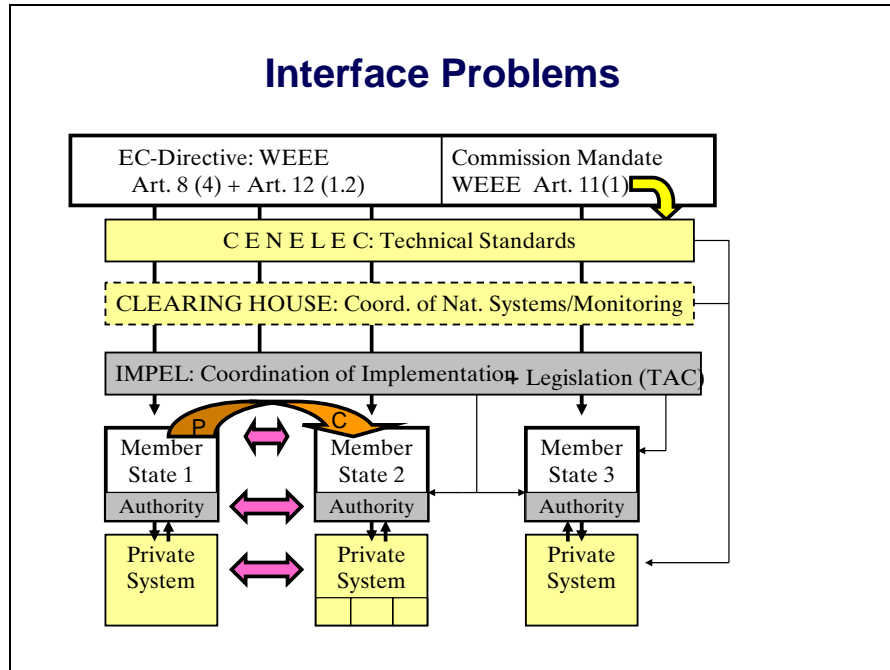 Interface Problems
EC-Directive: WEEE
Art. 8 (4) + Art. 12 (1.2)
Commission Mandate
WEEE Art. 11(1)
C E N E L E C: Technical Standards
CLEARING HOUSE: Coord. of Nat. Systems/Monitoring
IMPEL: Coordination of Implementation + Legislation (TAC)
P
C
Member
State 1
Authority
Private
System
Member
State 2
Authority
Private
System
Member
State 3
Authority
Private
System